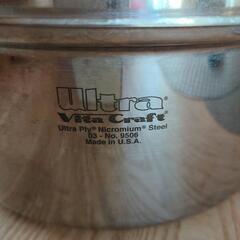 Ultra®
Vita Craft®
Ultra Ply® Nicromium® Steel
03 - No. 9506
Made in U.S.A.